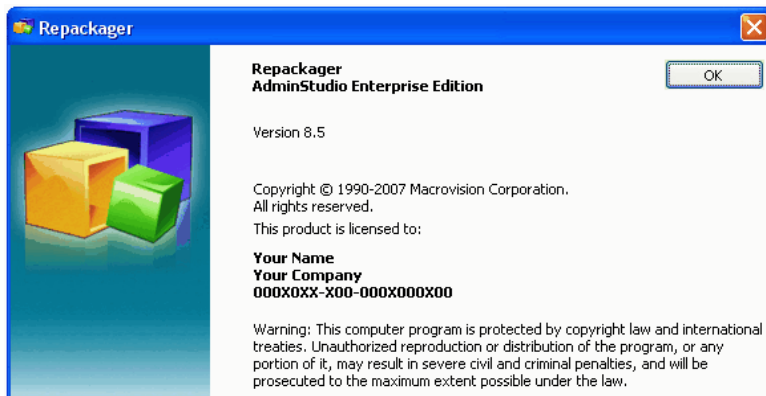 Repackager
Repackager
AdminStudio Enterprise Edition
OK
Version 8.5
Copyright © 1990-2007 Macrovision Corporation.
All rights reserved.
This product is licensed to:
Your Name
Your Company
000X0XX-X00-000X000X00
Warning: This computer program is protected by copyright law and international
treaties. Unauthorized reproduction or distribution of the program, or any
portion of it, may result in severe civil and criminal penalties, and will be
prosecuted to the maximum extent possible under the law.